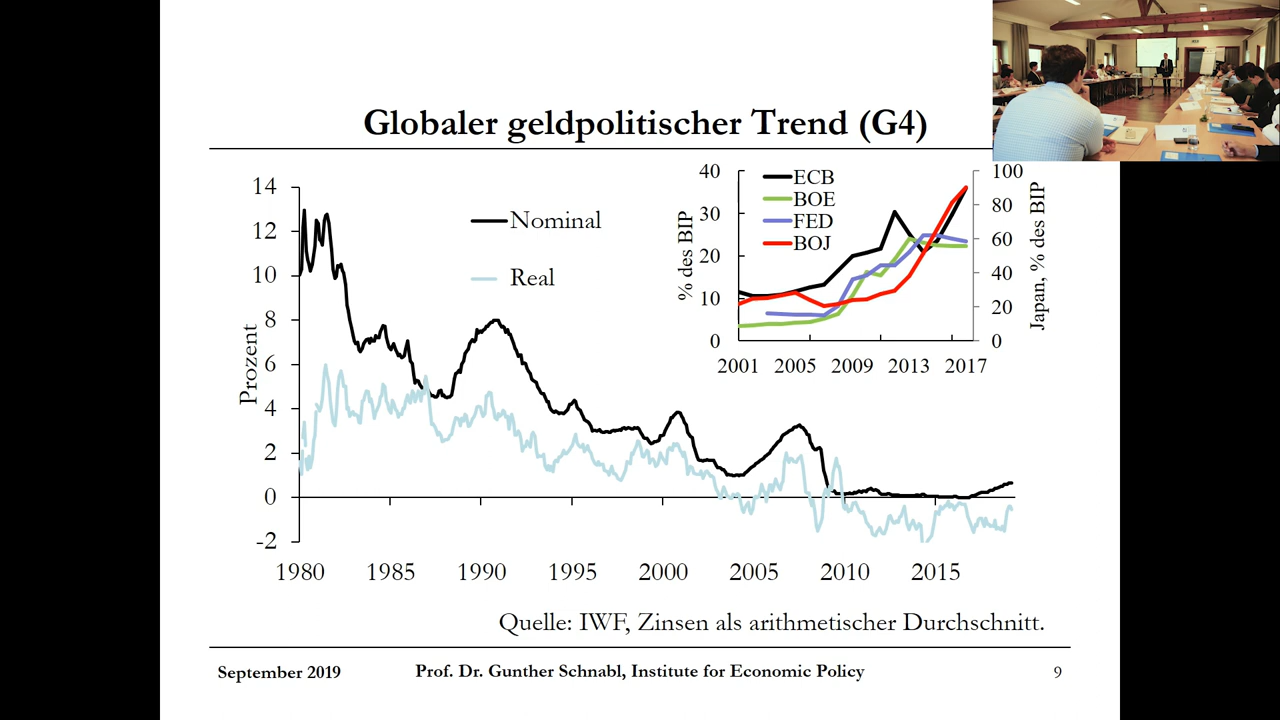 Globaler geldpolitischer Trend (G4)
14
12
10
8
6
4
2
0
-2
Prozent
Nominal
Real
1980 1985 1990 1995 2000 2005 2010 2015
40
30
20
10
0
% des BIP
ECB
BOE
FED
BOJ
100
80
60
40
20
0
Japan, % des BIP
2001 2005 2009 2013 2017
Quelle: IWF, Zinsen als arithmetischer Durchschnitt.
September 2019 Prof. Dr. Gunther Schnabl, Institute for Economic Policy 9